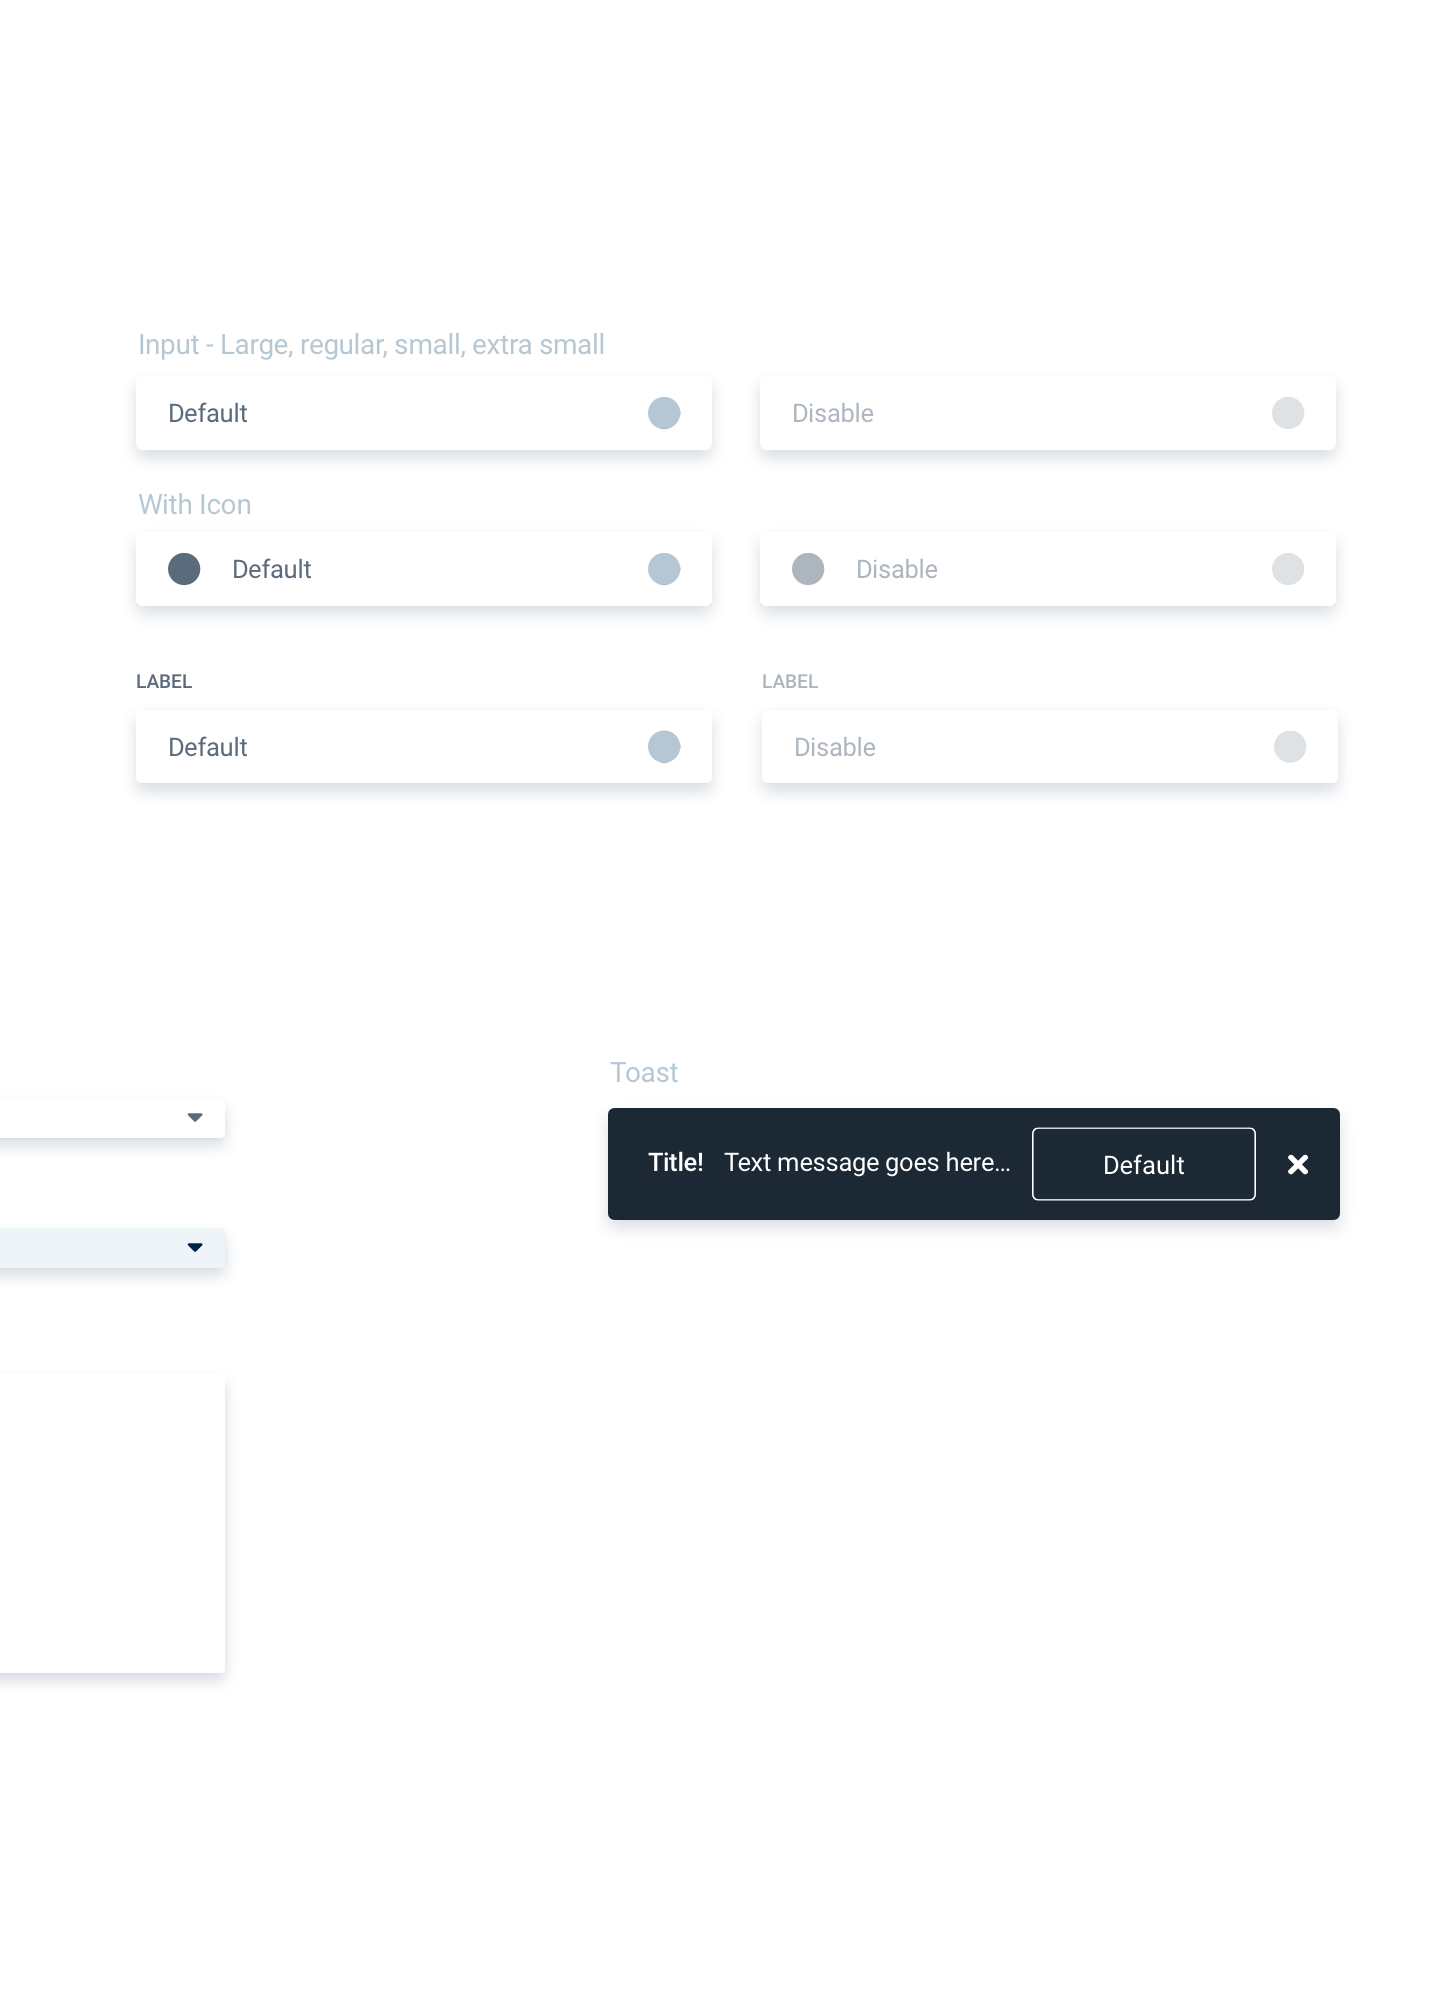 Input - Large, regular, small, extra small
Default
Disable
With Icon
Default
Disable
LABEL
LABEL
Default
Disable
Toast
Title! Text message goes here...
Default